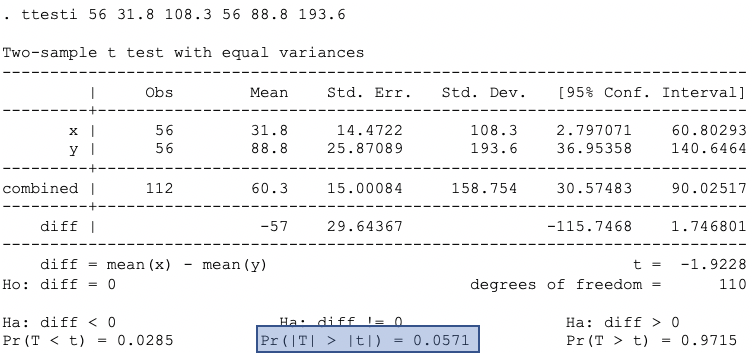 . ttesti 56 31.8 108.3 56 88.8 193.6
Two-sample t test with equal variances
| Obs Mean Std. Err. Std. Dev. [95% Conf. Interval]
x | 56 31.8 14.4722 108.3 2.797071 60.80293
y | 56 88.8 25.87089 193.6 36.95358 140.6464
combined | 112 60.3 15.00084 158.754 30.57483 90.02517
diff | -57 29.64367 -115.7468 1.746801
diff = mean(x) - mean(y) t = -1.9228
Ho: diff = 0 degrees of freedom = 110
Ha: diff < 0 Ha: diff != 0 Ha: diff > 0
Pr(T < t) = 0.0285 Pr(|T| > |t|) = 0.0571 Pr(T > t) = 0.9715